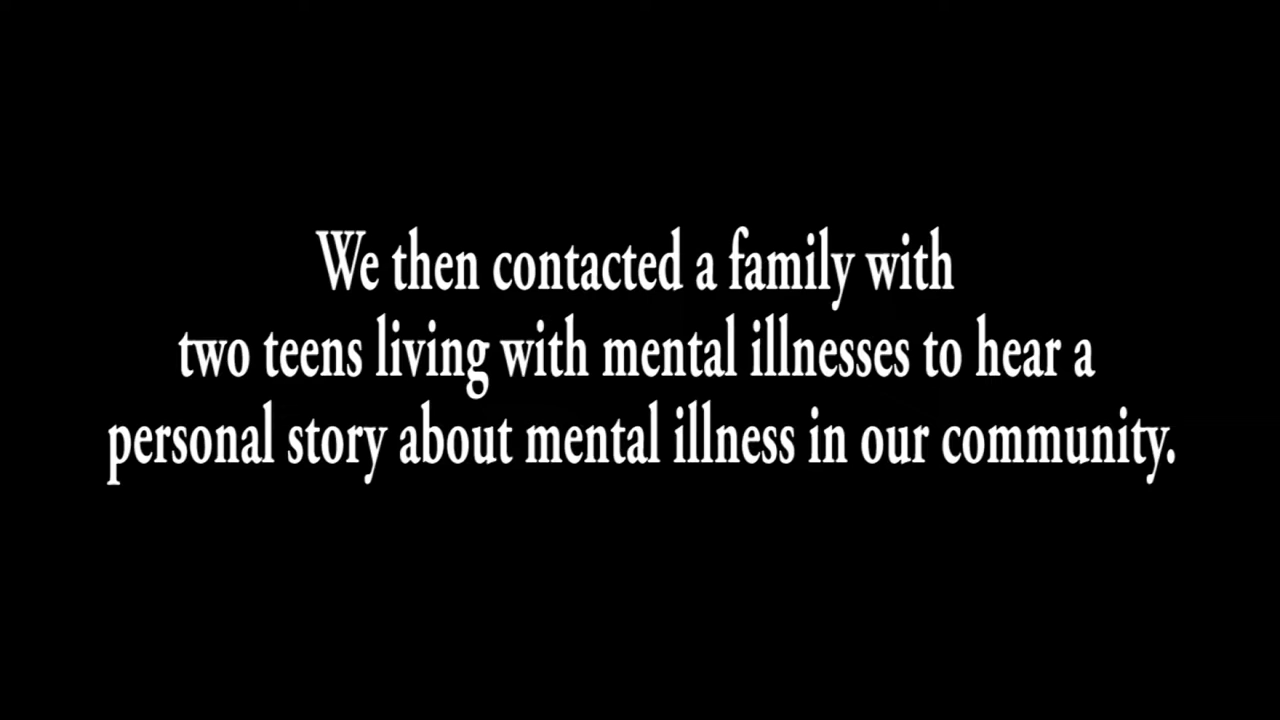 We then contacted a family with
two teens living with mental illnesses to hear a
personal story about mental illness in our community.